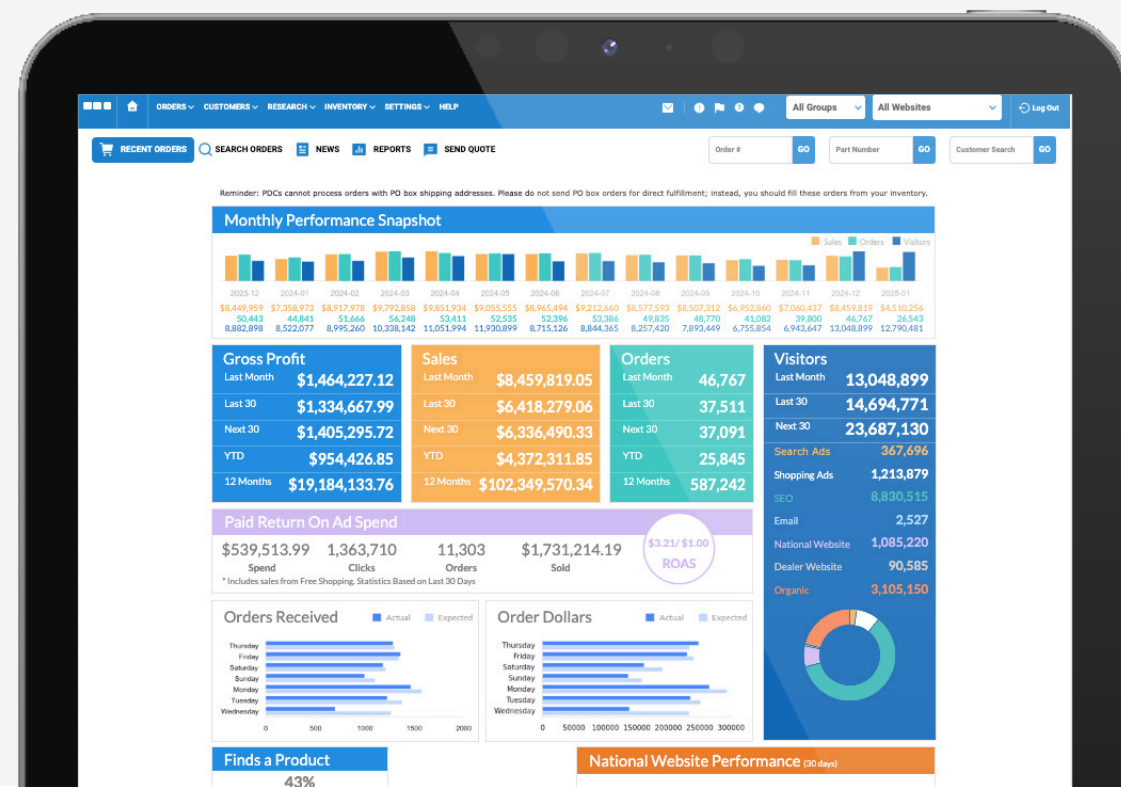 ORDERS CUSTOMERS RESEARCH INVENTORY SETTINGS HELP All Groups All Websites Log Out
RECENT ORDERS SEARCH ORDERS NEWS REPORTS SEND QUOTE Order # GO Part Number GO Customer Search GO
Reminder: PDCs cannot process orders with PO box shipping addresses. Please do not send PO box orders for direct fulfillment; instead, you should fill these orders from your inventory.
Monthly Performance Snapshot
Sales Orders Visitors
2023-12 2024-01 2024-02 2024-03 2024-04 2024-05 2024-06 2024-07 2024-08 2024-09 2024-10 2024-11 2024-12 2025-01
$8,449,959 $7,358,973 $8,917,978 $9,792,858 $9,851,934 $9,055,555 $8,965,494 $9,212,660 $8,577,593 $8,507,312 $6,952,860 $7,060,437 $8,459,819 $4,510,256
50,443 44,841 51,666 56,248 53,411 52,535 52,396 53,386 49,835 48,770 41,082 39,800 46,767 26,543
8,882,898 8,522,077 8,995,260 10,338,142 11,051,994 11,930,899 8,715,126 8,844,365 8,257,420 7,893,449 6,755,854 6,943,647 13,048,899 12,790,481
Gross Profit
Last Month $1,464,227.12
Last 30 $1,334,667.99
Next 30 $1,405,295.72
YTD $954,426.85
12 Months $19,184,133.76
Sales
Last Month $8,459,819.05
Last 30 $6,418,279.06
Next 30 $6,336,490.33
YTD $4,372,311.85
12 Months $102,349,570.34
Orders
Last Month 46,767
Last 30 37,511
Next 30 37,091
YTD 25,845
12 Months 587,242
Visitors
Last Month 13,048,899
Last 30 14,694,771
Next 30 23,687,130
Search Ads 367,696
Shopping Ads 1,213,879
SEO 8,830,515
Email 2,527
National Website 1,085,220
Dealer Website 90,585
Organic 3,105,150
Paid Return On Ad Spend
$539,513.99 1,363,710 11,303 $1,731,214.19
Spend Clicks Orders Sold
* Includes sales from Free Shopping. Statistics Based on Last 30 Days
$3.21/$1.00
ROAS
Orders Received Actual Expected
Thursday
Friday
Saturday
Sunday
Monday
Tuesday
Wednesday
0 500 1000 1500 2000
Order Dollars Actual Expected
Thursday
Friday
Saturday
Sunday
Monday
Tuesday
Wednesday
0 50000 100000 150000 200000 250000 300000
Finds a Product
43%
National Website Performance (30 days)